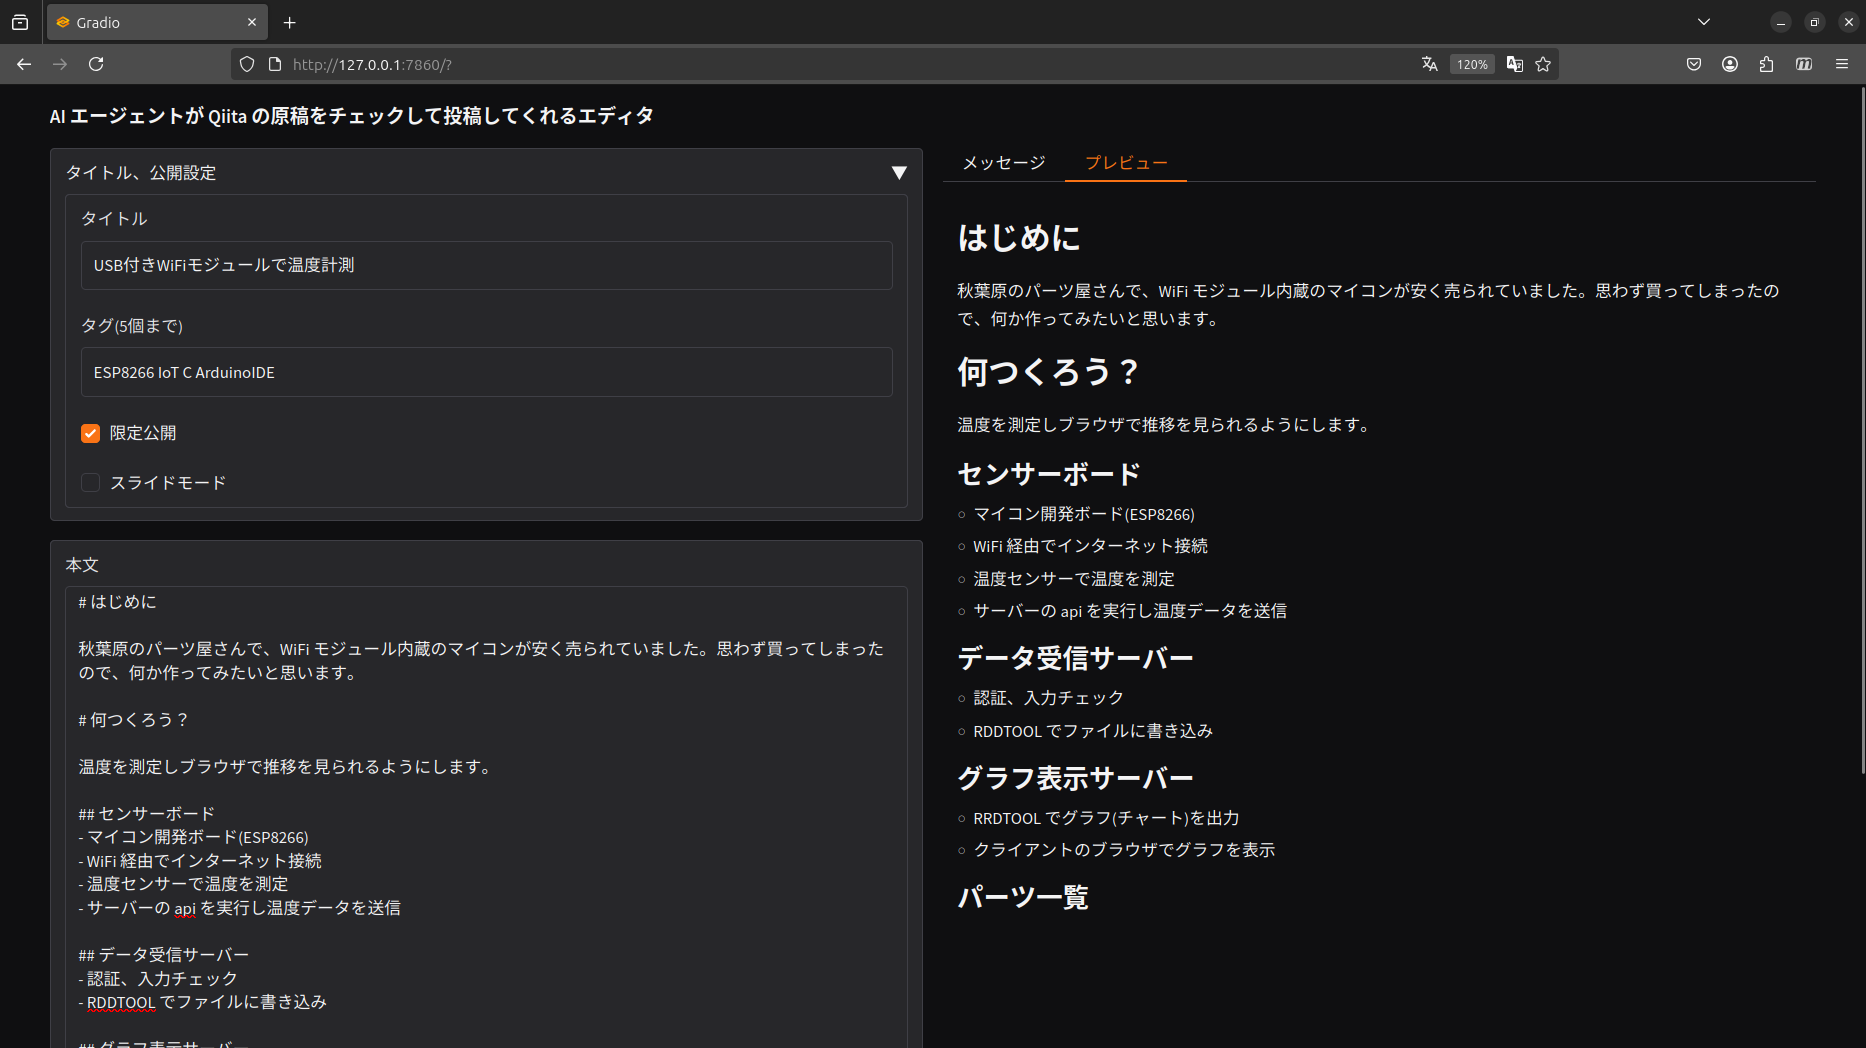 Gradio
http://127.0.0.1:7860/?
120%
AI エージェントが Qiita の原稿をチェックして投稿してくれるエディタ
タイトル、公開設定
▼
タイトル
USB付きWiFiモジュールで温度計測
タグ(5個まで)
ESP8266 IoT C ArduinoIDE
限定公開
スライドモード
本文
# はじめに
秋葉原のパーツ屋さんで、WiFi モジュール内蔵のマイコンが安く売られていました。思わず買ってしまった
ので、何か作ってみたいと思います。
# 何つくろう？
温度を測定しブラウザで推移を見られるようにします。
## センサーボード
- マイコン開発ボード(ESP8266)
- WiFi 経由でインターネット接続
- 温度センサーで温度を測定
- サーバーの api を実行し温度データを送信
## データ受信サーバー
- 認証、入力チェック
- RDDTOOL でファイルに書き込み
## グラフ表示サーバー
メッセージ
プレビュー
はじめに
秋葉原のパーツ屋さんで、WiFi モジュール内蔵のマイコンが安く売られていました。思わず買ってしまったの
で、何か作ってみたいと思います。
何つくろう？
温度を測定しブラウザで推移を見られるようにします。
センサーボード
○ マイコン開発ボード(ESP8266)
○ WiFi 経由でインターネット接続
○ 温度センサーで温度を測定
○ サーバーの api を実行し温度データを送信
データ受信サーバー
○ 認証、入力チェック
○ RDDTOOL でファイルに書き込み
グラフ表示サーバー
○ RRDTOOL でグラフ(チャート)を出力
○ クライアントのブラウザでグラフを表示
パーツ一覧